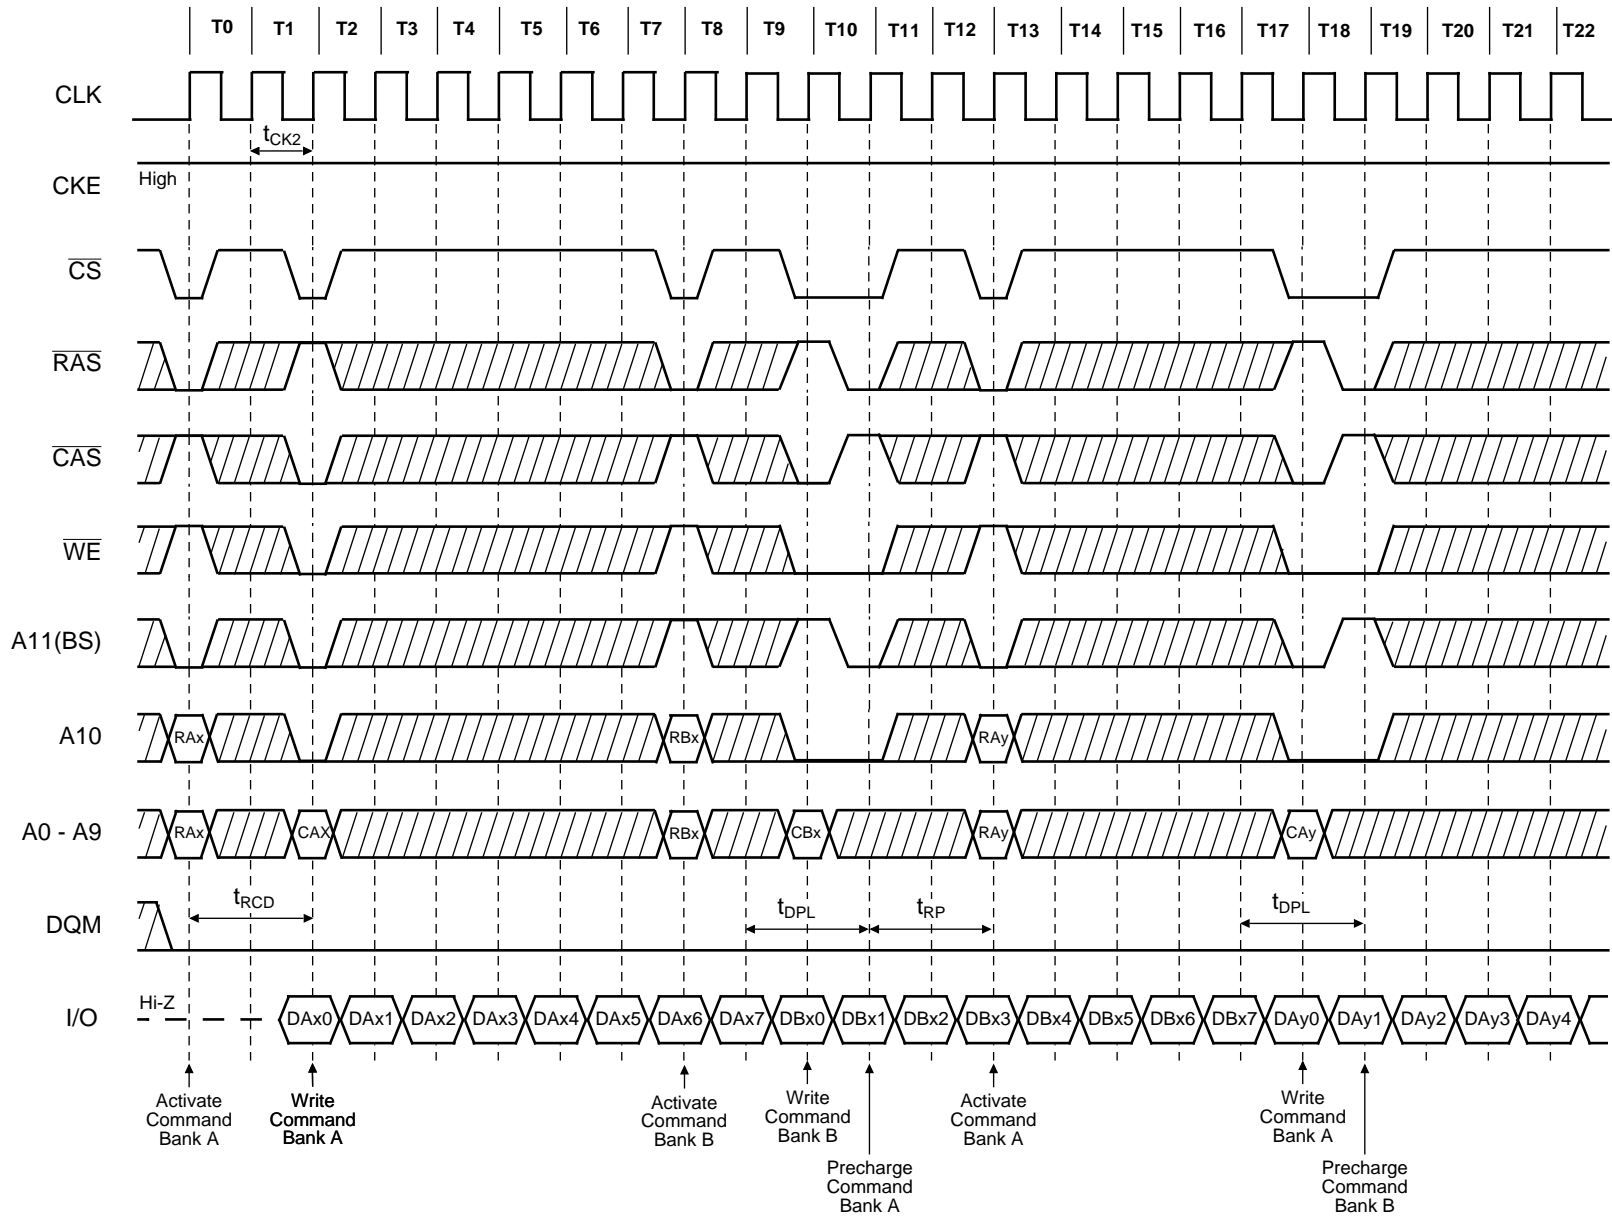 T0 T1 T2 T3 T4 T5 T6 T7 T8 T9 T10 T11 T12 T13 T14 T15 T16 T17 T18 T19 T20 T21 T22
CLK
tCK2
CKE
High
CS
RAS
CAS
WE
A11(BS)
A10
RAx RBx RAy
A0 - A9
RAx CAX RBx CBx RAy CAy
DQM
tRCD tDPL tRP tDPL
I/O
Hi-Z
DAx0 DAx1 DAx2 DAx3 DAx4 DAx5 DAx6 DAx7 DBx0 DBx1 DBx2 DBx3 DBx4 DBx5 DBx6 DBx7 DAy0 DAy1 DAy2 DAy3 DAy4
Activate
Command
Bank A
Write
Command
Bank A
Activate
Command
Bank B
Write
Command
Bank B
Precharge
Command
Bank A
Activate
Command
Bank A
Write
Command
Bank A
Precharge
Command
Bank B